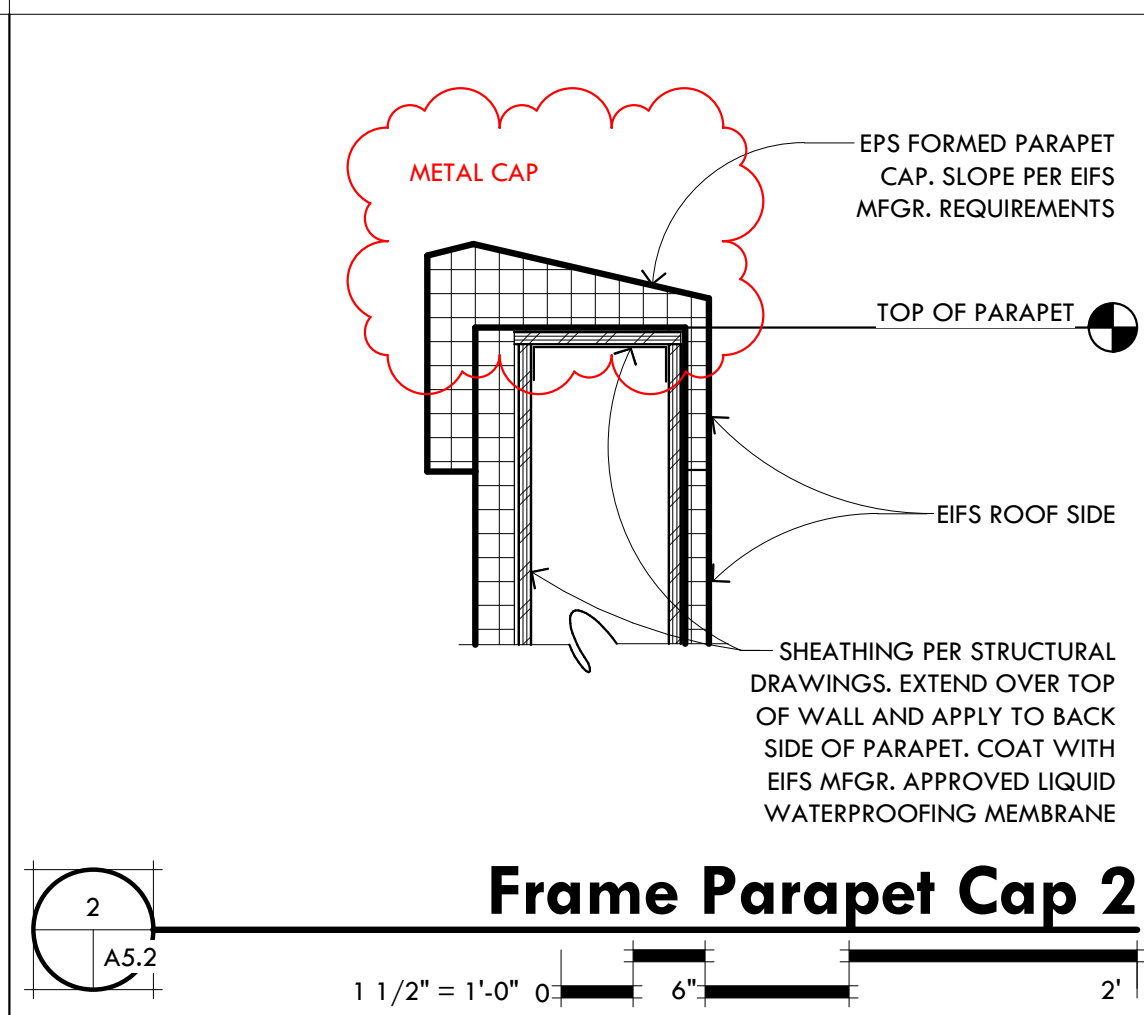 METAL CAP
EPS FORMED PARAPET
CAP. SLOPE PER EIFS
MFGR. REQUIREMENTS
TOP OF PARAPET
EIFS ROOF SIDE
SHEATHING PER STRUCTURAL
DRAWINGS. EXTEND OVER TOP
OF WALL AND APPLY TO BACK
SIDE OF PARAPET. COAT WITH
EIFS MFGR. APPROVED LIQUID
WATERPROOFING MEMBRANE
Frame Parapet Cap 2
2
A5.2
1 1/2" = 1'-0" 0 6" 2'